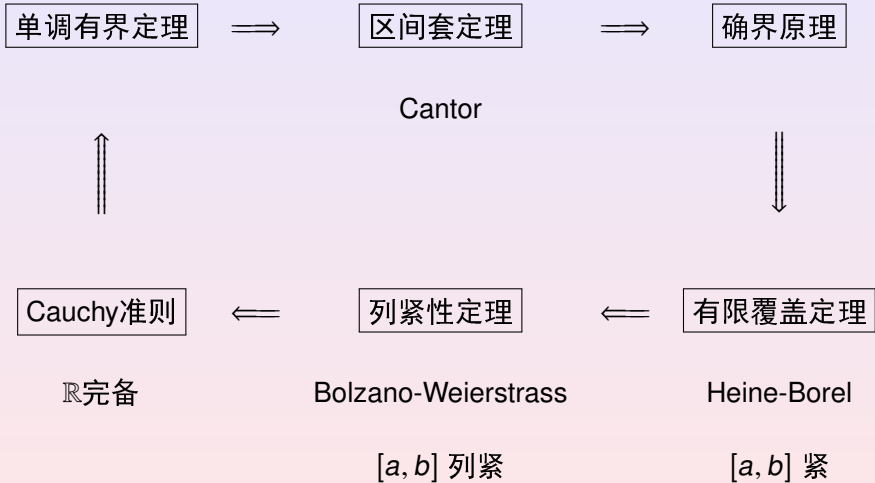 单调有界定理 ⟹ 区间套定理 ⟹ 确界原理
Cantor
⇑ ⇓
Cauchy准则 ⟸ 列紧性定理 ⟸ 有限覆盖定理
ℝ完备 Bolzano-Weierstrass Heine-Borel
[a, b] 列紧 [a, b] 紧